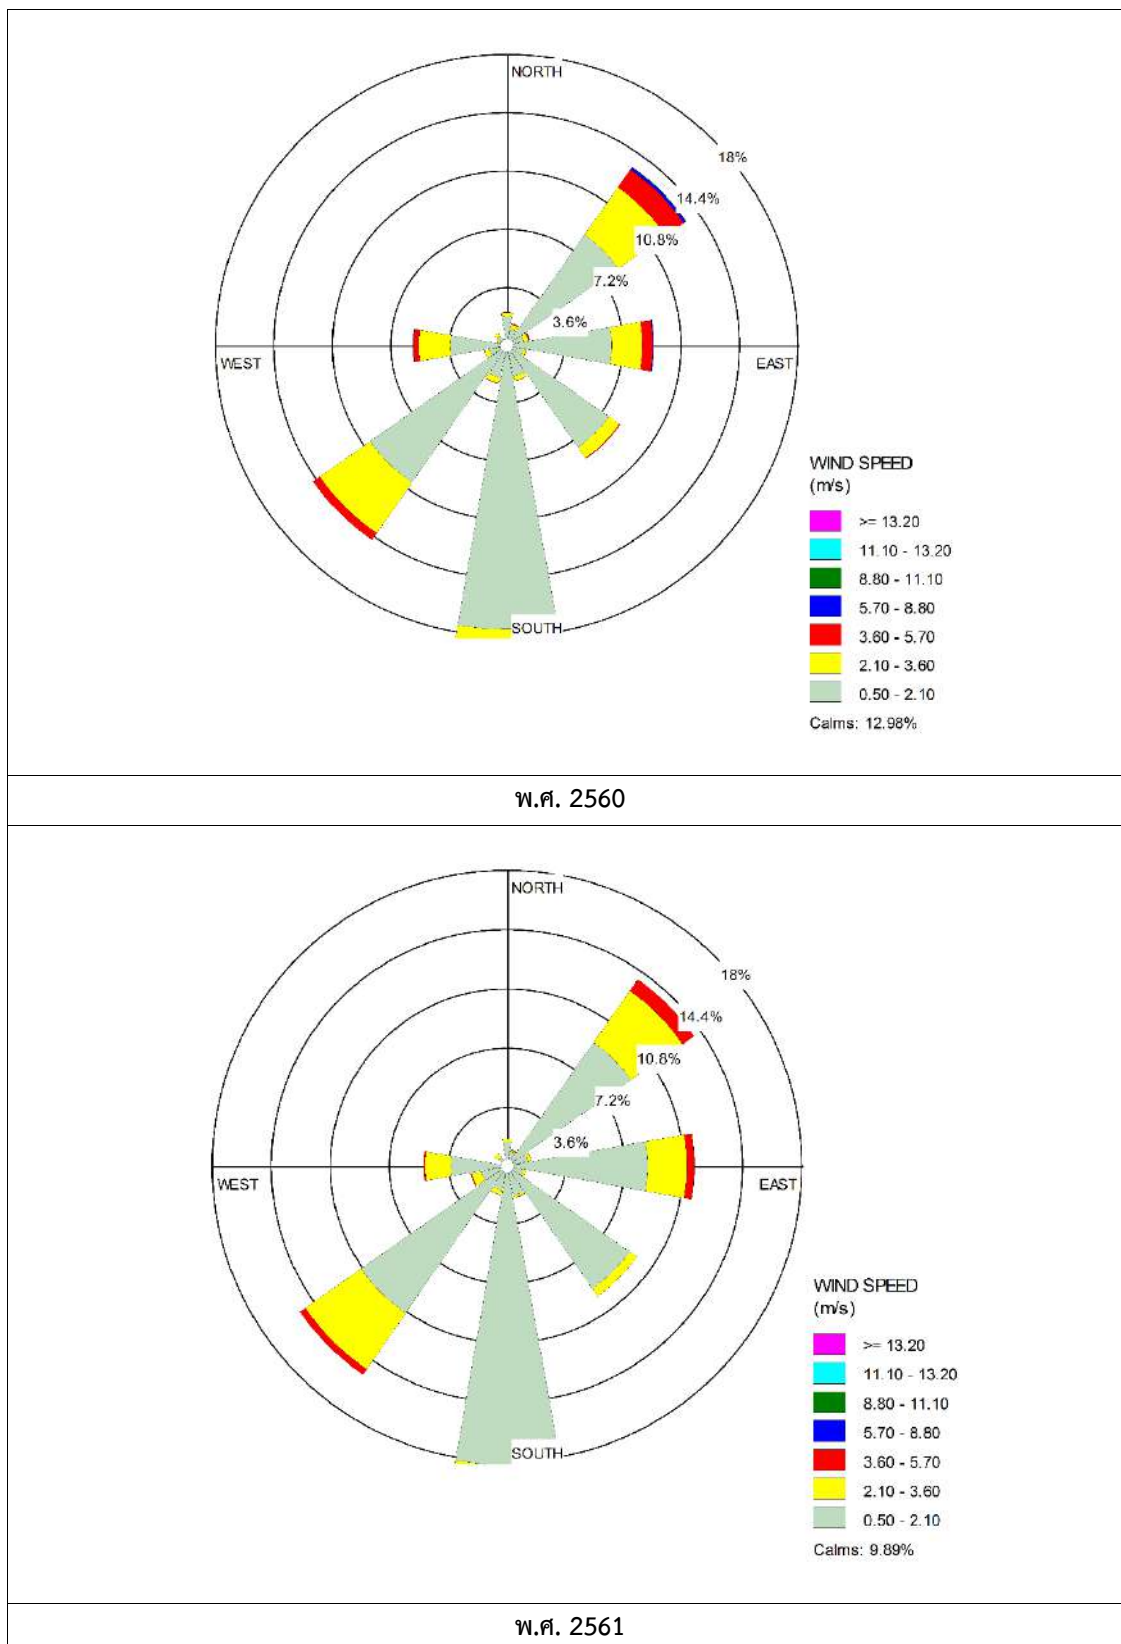 NORTH
18%
14.4%
10.8%
7.2%
3.6%
WEST
EAST
SOUTH
WIND SPEED
(m/s)
>= 13.20
11.10 - 13.20
8.80 - 11.10
5.70 - 8.80
3.60 - 5.70
2.10 - 3.60
0.50 - 2.10
Calms: 12.98%
พ.ศ. 2560
NORTH
18%
14.4%
10.8%
7.2%
3.6%
WEST
EAST
SOUTH
WIND SPEED
(m/s)
>= 13.20
11.10 - 13.20
8.80 - 11.10
5.70 - 8.80
3.60 - 5.70
2.10 - 3.60
0.50 - 2.10
Calms: 9.89%
พ.ศ. 2561